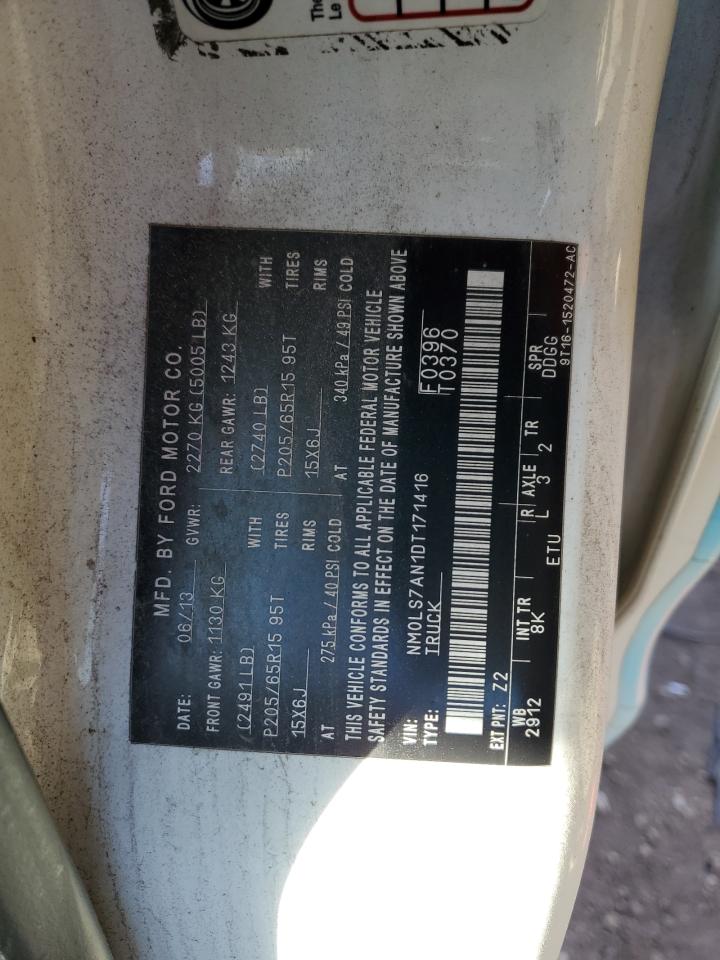 The
Le
MFD. BY FORD MOTOR CO.
DATE: 06/13 GVWR: 2270 KG (5005 LB)
FRONT GAWR: 1130 KG REAR GAWR: 1243 KG
(2491 LB) WITH (2740 LB) WITH
P205/65R15 95T TIRES P205/65R15 95T TIRES
15X6J RIMS 15X6J RIMS
AT 275 kPa / 40 PSI COLD AT 340 kPa / 49 PSI COLD
THIS VEHICLE CONFORMS TO ALL APPLICABLE FEDERAL MOTOR VEHICLE
SAFETY STANDARDS IN EFFECT ON THE DATE OF MANUFACTURE SHOWN ABOVE
VIN: NM0LS7AN1DT171416 F0396
TYPE: TRUCK T0370
EXT PNT: Z2
WB INT TR R AXLE TR SPR
2912 8K L 3 2 DDGG
ETU 9T16-1520472-AC